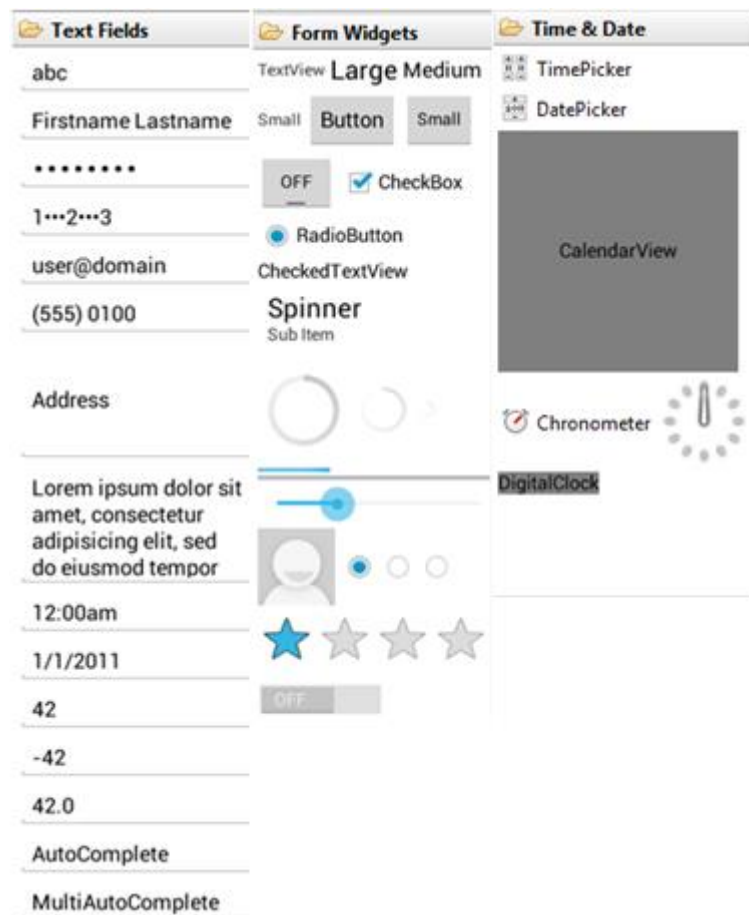 Text Fields
abc
Firstname Lastname
••••••••
1•••2•••3
user@domain
(555) 0100
Address
Lorem ipsum dolor sit
amet, consectetur
adipisicing elit, sed
do eiusmod tempor
12:00am
1/1/2011
42
-42
42.0
AutoComplete
MultiAutoComplete
Form Widgets
TextView Large Medium
Small Button Small
OFF CheckBox
RadioButton
CheckedTextView
Spinner
Sub Item
OFF
Time & Date
TimePicker
DatePicker
CalendarView
Chronometer
DigitalClock